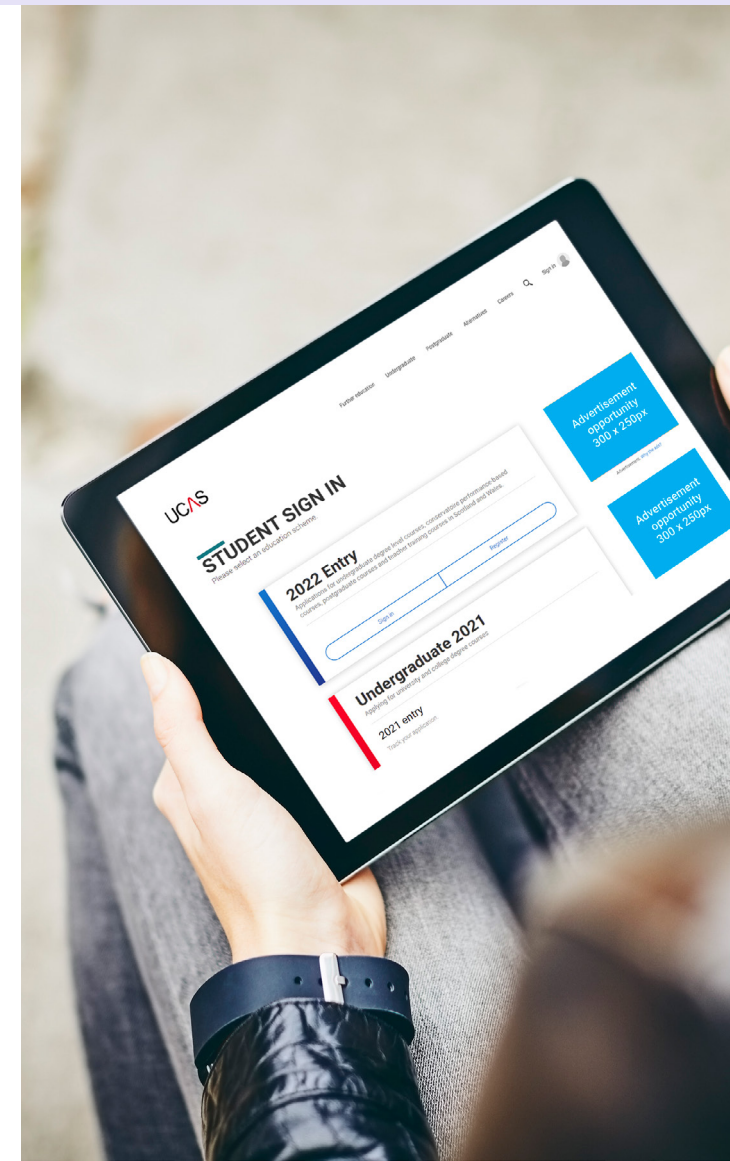 Further education
Undergraduate
Postgraduate
Alternatives
Careers
Sign in
UCAS
STUDENT SIGN IN
Please select an education scheme.
2022 Entry
Applications for undergraduate degree level courses, conservatoire performance-based
courses, postgraduate courses and teacher training courses in Scotland and Wales.
Sign in
Register
Undergraduate 2021
Applying for university and college degree courses
2021 entry
Track your application
Advertisement
opportunity
300 x 250px
Advertisement
opportunity
300 x 250px